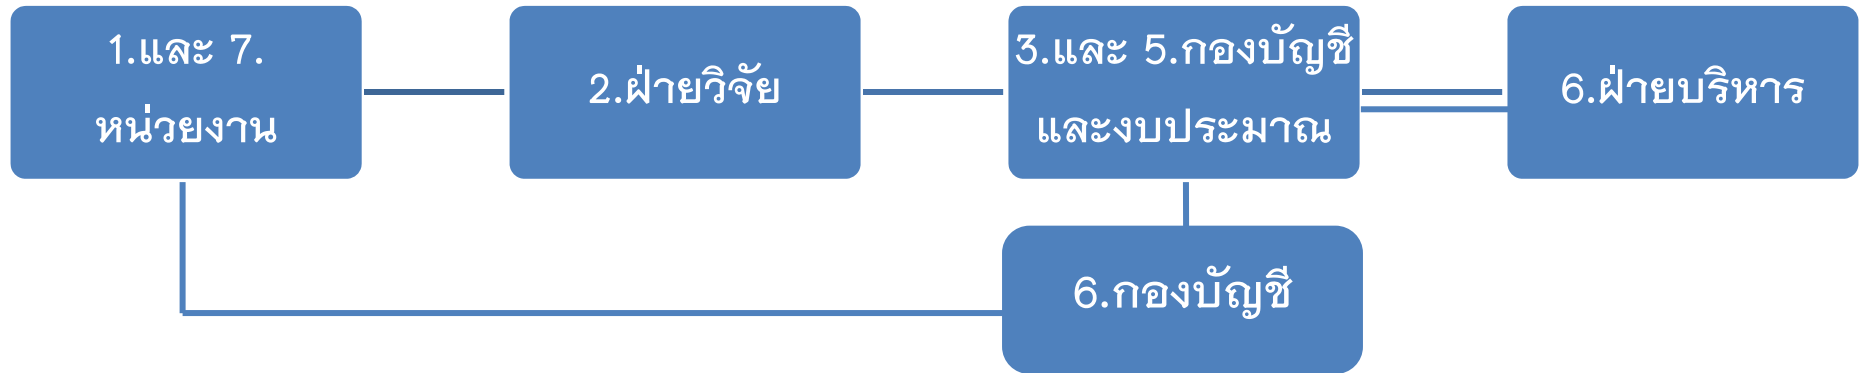 1.และ 7.
หน่วยงาน
2.ฝ่ายวิจัย
3.และ 5.กองบัญชี
และงบประมาณ
6.ฝ่ายบริหาร
6.กองบัญชี